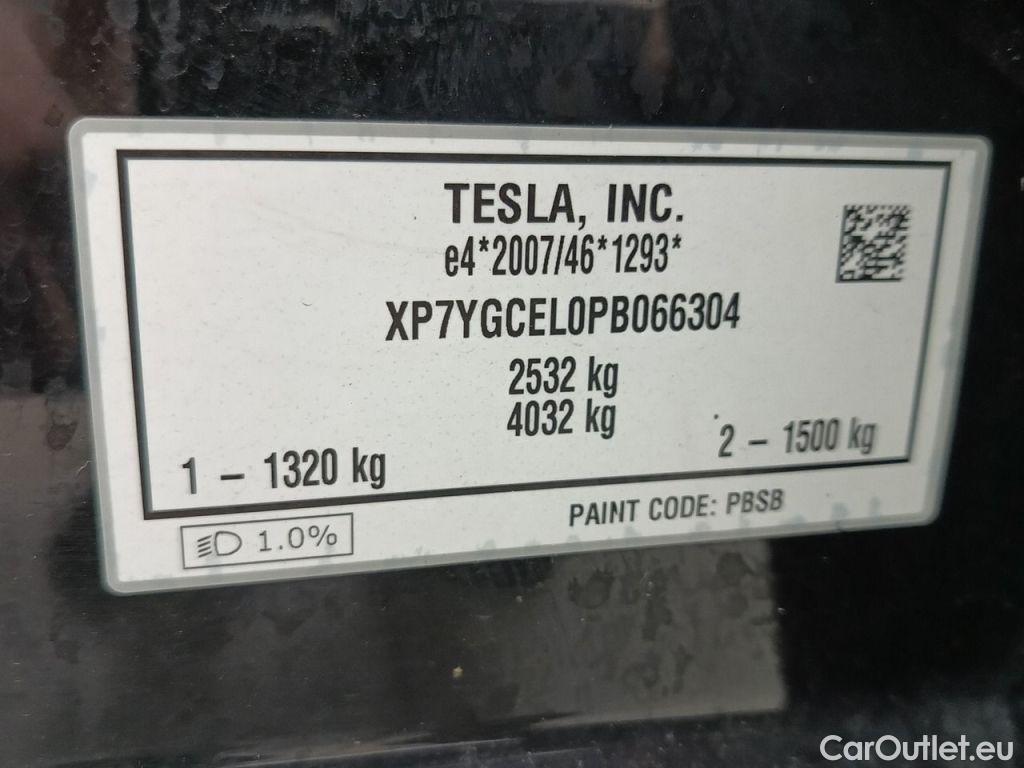 TESLA, INC.
e4*2007/46*1293*
XP7YGCEL0PB066304
2532 kg
4032 kg
1 – 1320 kg
2 – 1500 kg
1.0%
PAINT CODE: PBSB
CarOutlet.eu